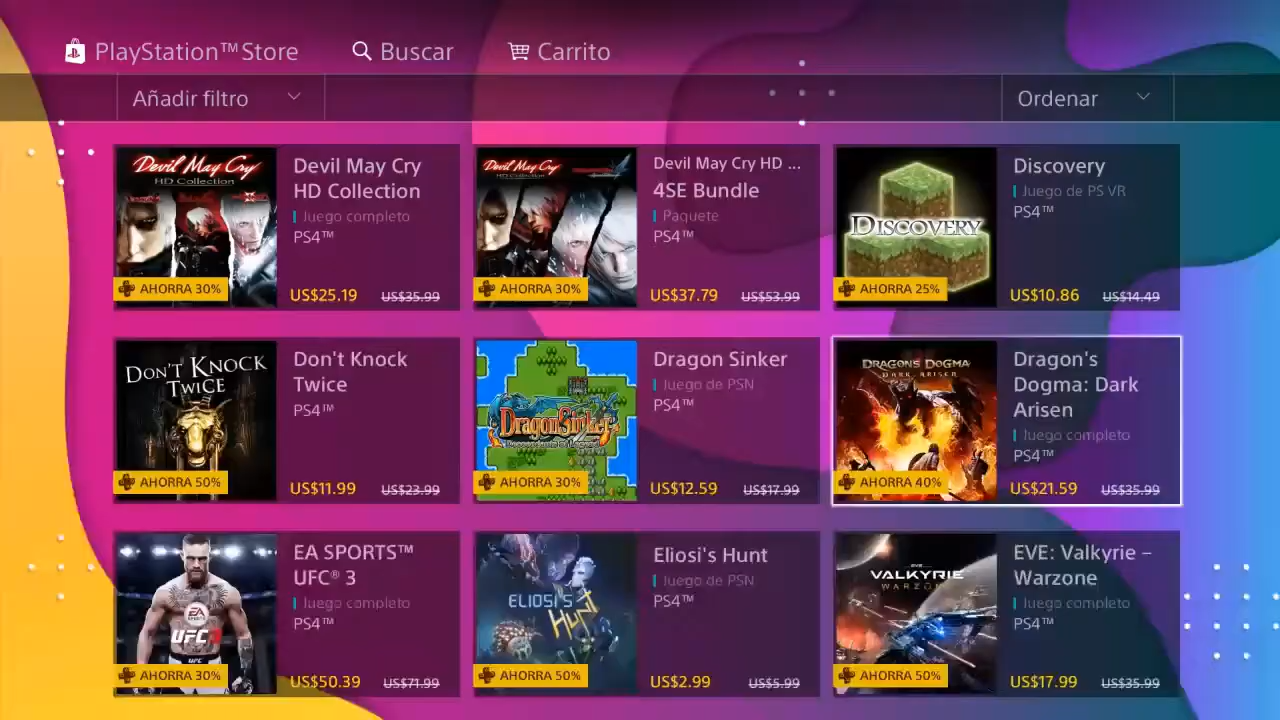 PlayStation™Store
Buscar
Carrito
Añadir filtro
Ordenar
Devil May Cry
HD Collection
AHORRA 30%
Devil May Cry
HD Collection
Juego completo
PS4™
US$25.19
US$35.99
Devil May Cry
HD Collection
AHORRA 30%
Devil May Cry HD ...
4SE Bundle
Paquete
PS4™
US$37.79
US$53.99
DISCOVERY
AHORRA 25%
Discovery
Juego de PS VR
PS4™
US$10.86
US$14.49
DON'T KNOCK
TWICE
AHORRA 50%
Don't Knock
Twice
PS4™
US$11.99
US$23.99
DragonSinker
Descendants of Legend
AHORRA 30%
Dragon Sinker
Juego de PSN
PS4™
US$12.59
US$17.99
DRAGON'S DOGMA
DARK ARISEN
AHORRA 40%
Dragon's
Dogma: Dark
Arisen
Juego completo
PS4™
US$21.59
US$35.99
EA
SPORTS
UFC 3
UFC
AHORRA 30%
EA SPORTS™
UFC® 3
Juego completo
PS4™
US$50.39
US$71.99
ELIOSI'S
Hunt
AHORRA 50%
Eliosi's Hunt
Juego de PSN
PS4™
US$2.99
US$5.99
EVE:
VALKYRIE
WARZONE
AHORRA 50%
EVE: Valkyrie –
Warzone
Juego completo
PS4™
US$17.99
US$35.99